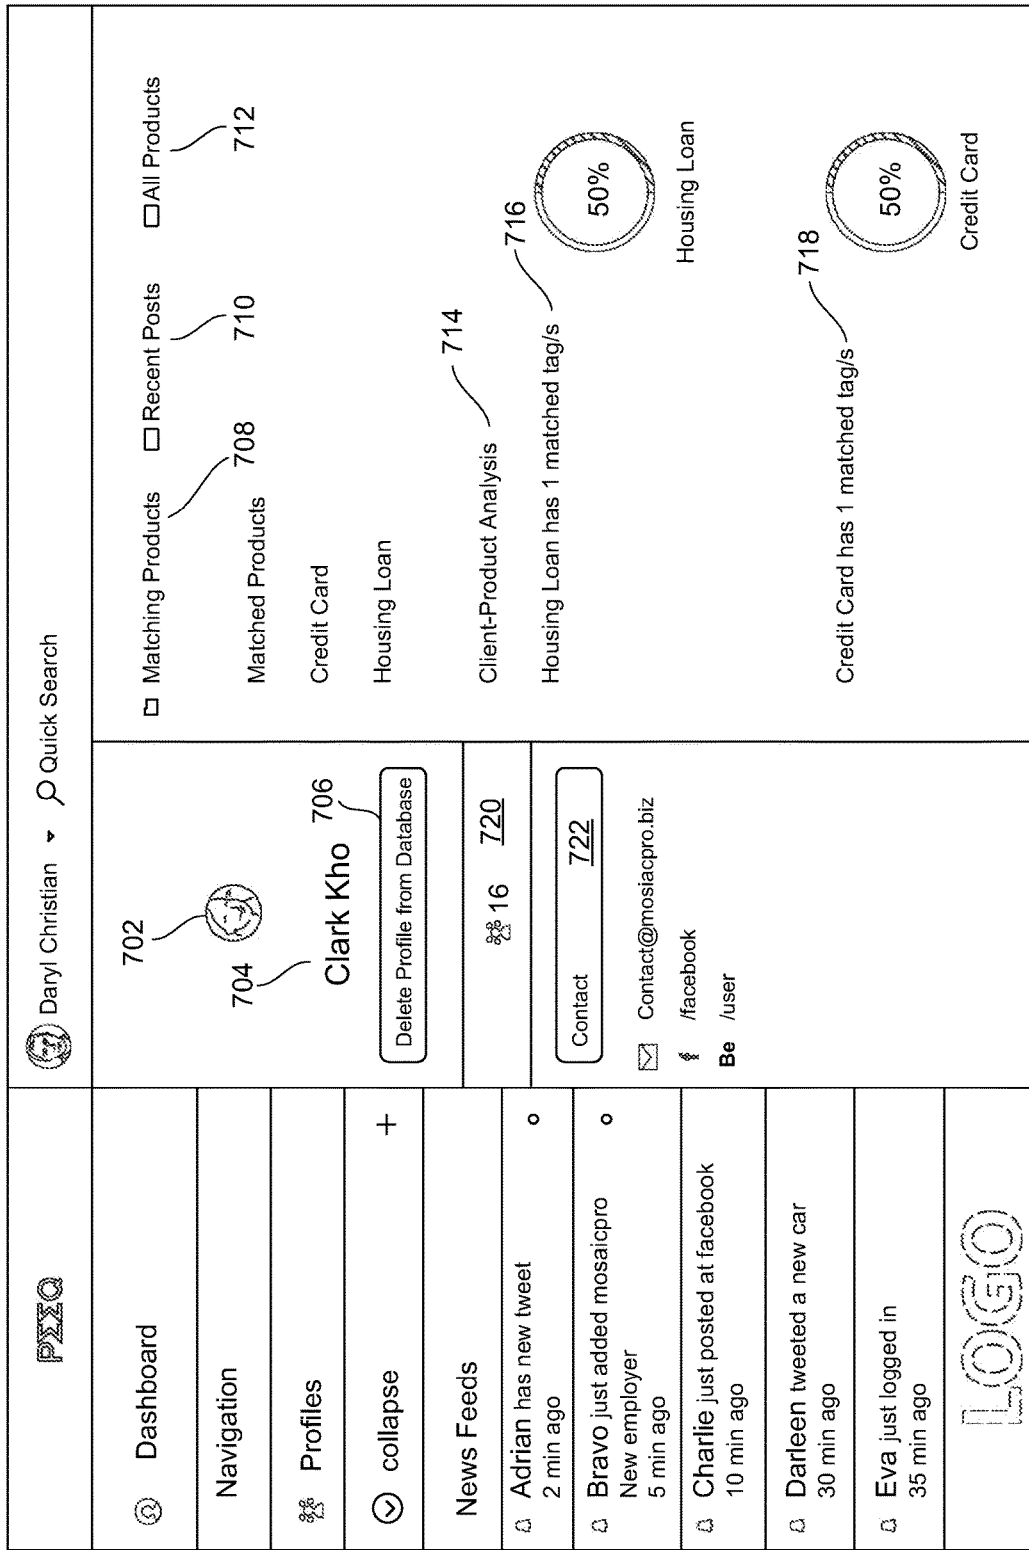 PΣΣQ
Daryl Christian
Quick Search
Dashboard
Navigation
Profiles
collapse
+
News Feeds
Adrian has new tweet
2 min ago
Bravo just added mosaicpro
New employer
5 min ago
Charlie just posted at facebook
10 min ago
Darleen tweeted a new car
30 min ago
Eva just logged in
35 min ago
LOGO
702
704
Clark Kho
706
Delete Profile from Database
16 720
Contact 722
Contact@mosiacpro.biz
/facebook
Be /user
Matching Products
Recent Posts
All Products
708
710
712
Matched Products
Credit Card
Housing Loan
714
Client-Product Analysis
716
Housing Loan has 1 matched tag/s
50%
Housing Loan
718
Credit Card has 1 matched tag/s
50%
Credit Card